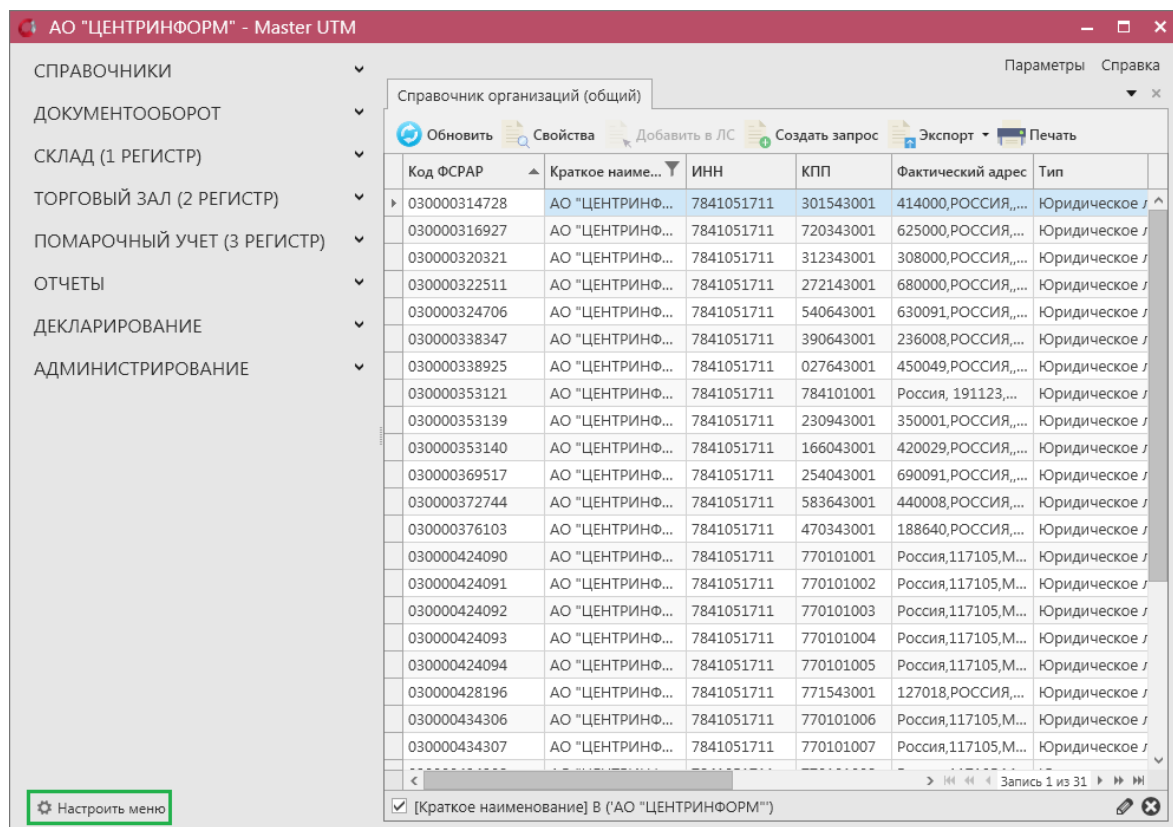 АО "ЦЕНТРИНФОРМ" - Master UTM
Параметры Справка
СПРАВОЧНИКИ
ДОКУМЕНТООБОРОТ
СКЛАД (1 РЕГИСТР)
ТОРГОВЫЙ ЗАЛ (2 РЕГИСТР)
ПОМАРОЧНЫЙ УЧЕТ (3 РЕГИСТР)
ОТЧЕТЫ
ДЕКЛАРИРОВАНИЕ
АДМИНИСТРИРОВАНИЕ
Настроить меню
Справочник организаций (общий)
Обновить Свойства Добавить в ЛС Создать запрос Экспорт Печать
Код ФСРАР Краткое наиме... ИНН КПП Фактический адрес Тип
030000314728 АО "ЦЕНТРИНФ... 7841051711 301543001 414000,РОССИЯ,,... Юридическое л
030000316927 АО "ЦЕНТРИНФ... 7841051711 720343001 625000,РОССИЯ,... Юридическое л
030000320321 АО "ЦЕНТРИНФ... 7841051711 312343001 308000,РОССИЯ,,... Юридическое л
030000322511 АО "ЦЕНТРИНФ... 7841051711 272143001 680000,РОССИЯ,... Юридическое л
030000324706 АО "ЦЕНТРИНФ... 7841051711 540643001 630091,РОССИЯ,,... Юридическое л
030000338347 АО "ЦЕНТРИНФ... 7841051711 390643001 236008,РОССИЯ,... Юридическое л
030000338925 АО "ЦЕНТРИНФ... 7841051711 027643001 450049,РОССИЯ,,... Юридическое л
030000353121 АО "ЦЕНТРИНФ... 7841051711 784101001 Россия, 191123,... Юридическое л
030000353139 АО "ЦЕНТРИНФ... 7841051711 230943001 350001,РОССИЯ,,... Юридическое л
030000353140 АО "ЦЕНТРИНФ... 7841051711 166043001 420029,РОССИЯ,,... Юридическое л
030000369517 АО "ЦЕНТРИНФ... 7841051711 254043001 690091,РОССИЯ,,... Юридическое л
030000372744 АО "ЦЕНТРИНФ... 7841051711 583643001 440008,РОССИЯ,... Юридическое л
030000376103 АО "ЦЕНТРИНФ... 7841051711 470343001 188640,РОССИЯ,... Юридическое л
030000424090 АО "ЦЕНТРИНФ... 7841051711 770101001 Россия,117105,М... Юридическое л
030000424091 АО "ЦЕНТРИНФ... 7841051711 770101002 Россия,117105,М... Юридическое л
030000424092 АО "ЦЕНТРИНФ... 7841051711 770101003 Россия,117105,М... Юридическое л
030000424093 АО "ЦЕНТРИНФ... 7841051711 770101004 Россия,117105,М... Юридическое л
030000424094 АО "ЦЕНТРИНФ... 7841051711 770101005 Россия,117105,М... Юридическое л
030000428196 АО "ЦЕНТРИНФ... 7841051711 771543001 127018,РОССИЯ,... Юридическое л
030000434306 АО "ЦЕНТРИНФ... 7841051711 770101006 Россия,117105,М... Юридическое л
030000434307 АО "ЦЕНТРИНФ... 7841051711 770101007 Россия,117105,М... Юридическое л
Запись 1 из 31
[Краткое наименование] В ('АО "ЦЕНТРИНФОРМ"')